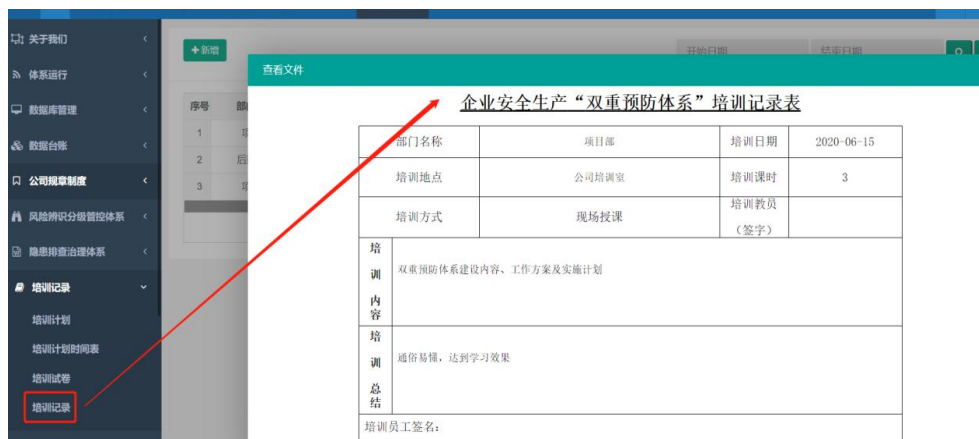 关于我们
体系运行
数据库管理
数据台账
公司规章制度
风险辨识分级管控体系
隐患排查治理体系
培训记录
培训计划
培训计划时间表
培训试卷
培训记录
+新增
开始日期
结束日期
序号
1
2
3
查看文件
企业安全生产“双重预防体系”培训记录表
部门名称 项目部 培训日期 2020-06-15
培训地点 公司培训室 培训课时 3
培训方式 现场授课 培训教员（签字）
培训内容 双重预防体系建设内容、工作方案及实施计划
培训总结 通俗易懂，达到学习效果
培训员工签名：